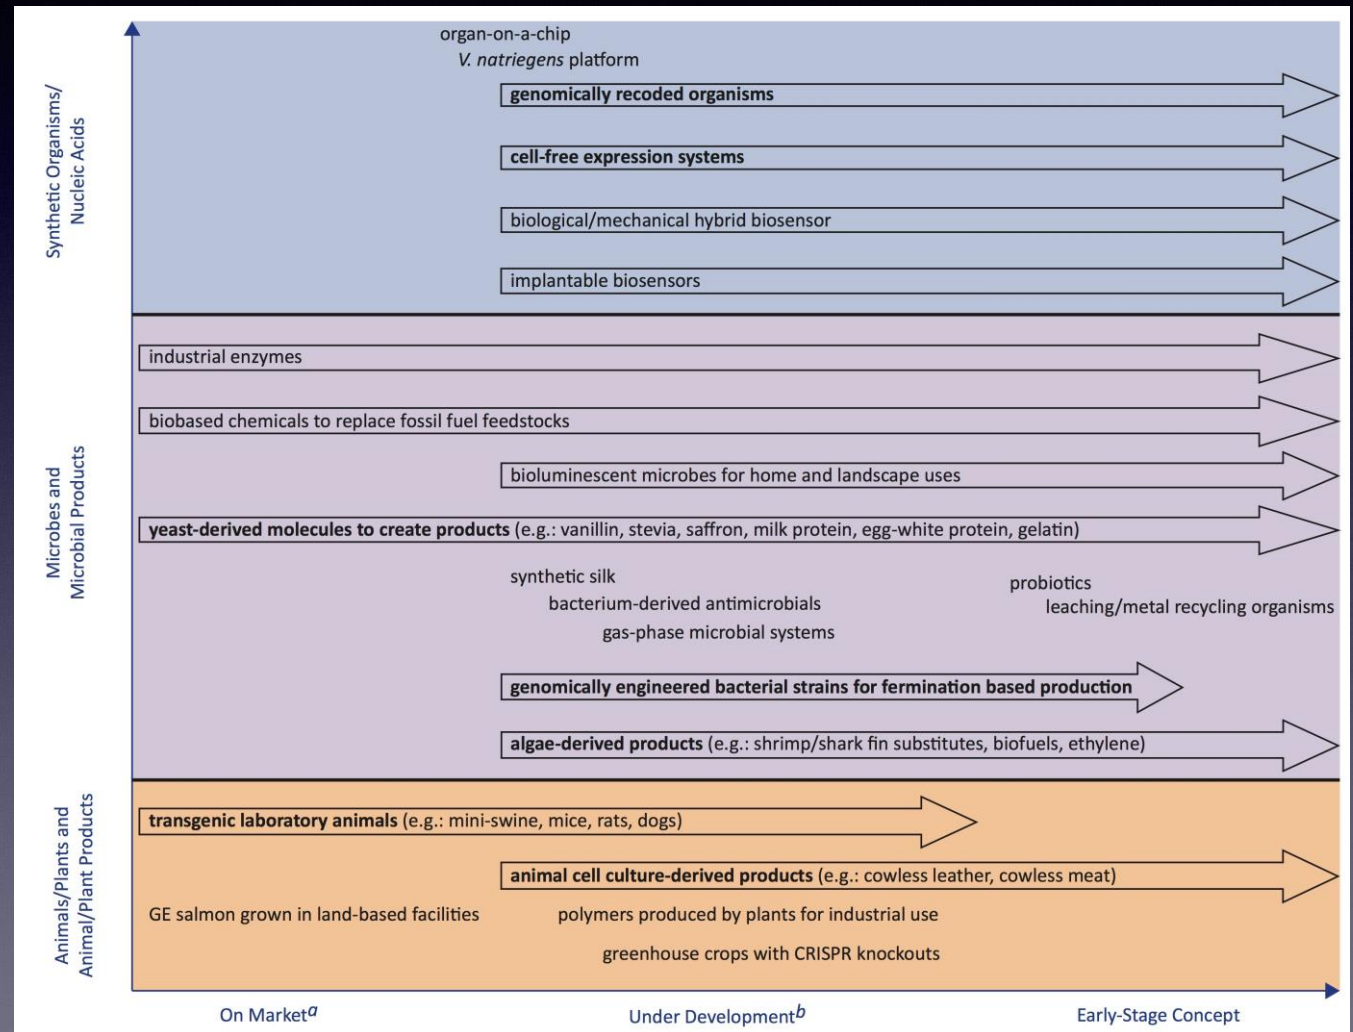 organ-on-a-chip
V. natriegens platform
genomically recoded organisms
cell-free expression systems
biological/mechanical hybrid biosensor
implantable biosensors
Synthetic Organisms/
Nucleic Acids
industrial enzymes
biobased chemicals to replace fossil fuel feedstocks
bioluminescent microbes for home and landscape uses
yeast-derived molecules to create products (e.g.: vanillin, stevia, saffron, milk protein, egg-white protein, gelatin)
synthetic silk
bacterium-derived antimicrobials
gas-phase microbial systems
probiotics
leaching/metal recycling organisms
genomically engineered bacterial strains for fermination based production
algae-derived products (e.g.: shrimp/shark fin substitutes, biofuels, ethylene)
Microbes and
Microbial Products
transgenic laboratory animals (e.g.: mini-swine, mice, rats, dogs)
animal cell culture-derived products (e.g.: cowless leather, cowless meat)
GE salmon grown in land-based facilities
polymers produced by plants for industrial use
greenhouse crops with CRISPR knockouts
Animals/Plants and
Animal/Plant Products
On Market a
Under Development b
Early-Stage Concept